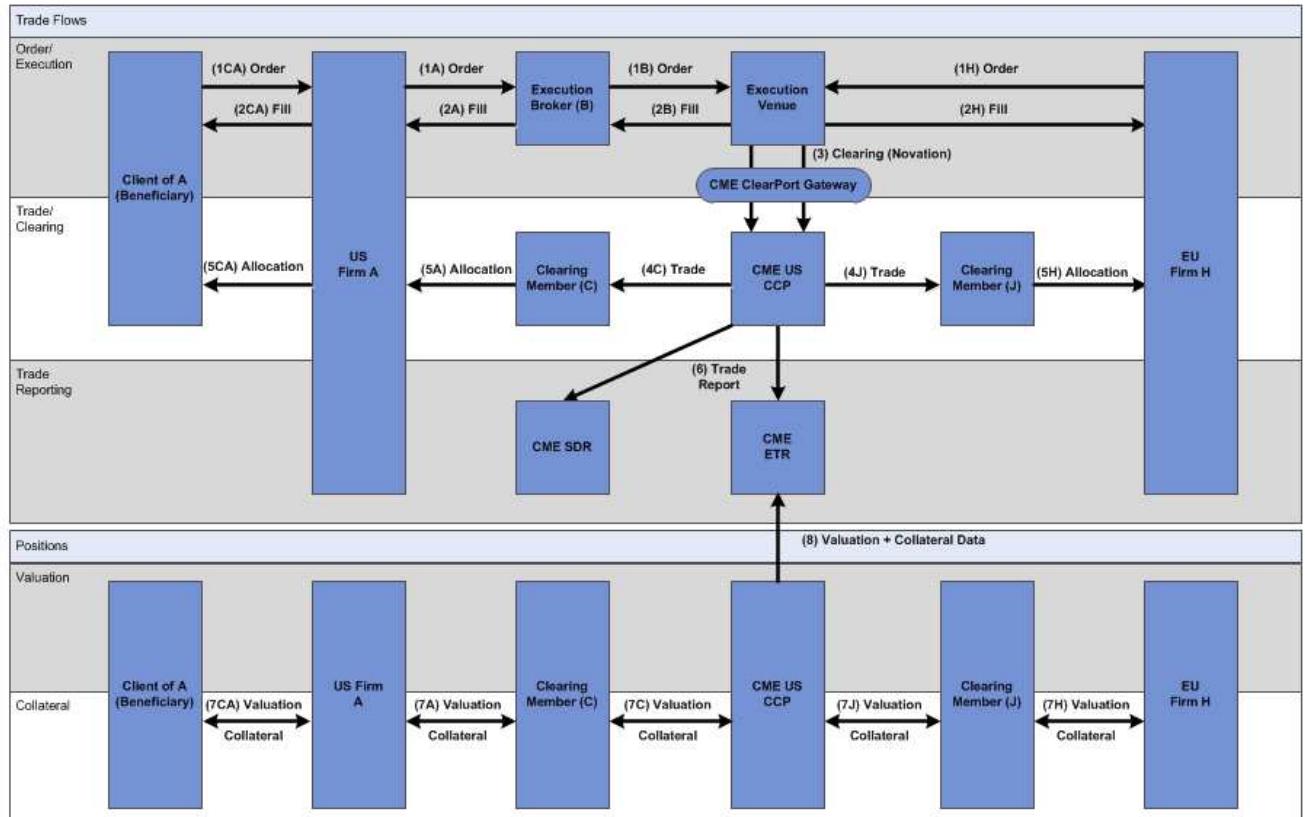 Trade Flows
Order/
Execution
(1CA) Order
(1A) Order
(1B) Order
(1H) Order
Execution
Broker (B)
Execution
Venue
(2CA) Fill
(2A) Fill
(2B) Fill
(2H) Fill
(3) Clearing (Novation)
Client of A
(Beneficiary)
CME ClearPort Gateway
Trade/
Clearing
US
Firm A
EU
Firm H
(5CA) Allocation
(5A) Allocation
Clearing
Member (C)
(4C) Trade
CME US
CCP
(4J) Trade
Clearing
Member (J)
(5H) Allocation
Trade
Reporting
(6) Trade
Report
CME SDR
CME
ETR
Positions
(8) Valuation + Collateral Data
Valuation
Client of A
(Beneficiary)
US Firm
A
Clearing
Member (C)
CME US
CCP
Clearing
Member (J)
EU
Firm H
Collateral
(7CA) Valuation
(7A) Valuation
(7C) Valuation
(7J) Valuation
(7H) Valuation
Collateral
Collateral
Collateral
Collateral
Collateral